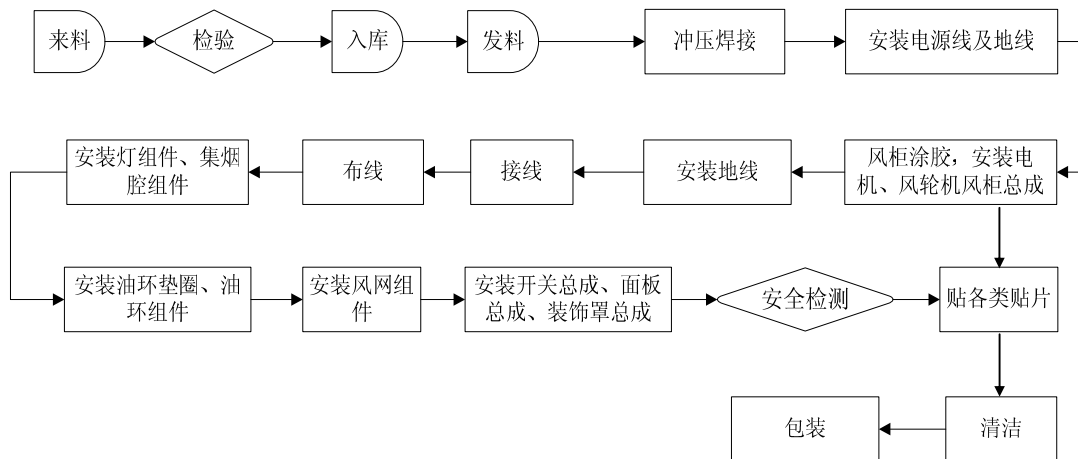 来料
检验
入库
发料
冲压焊接
安装电源线及地线
安装灯组件、集烟
腔组件
布线
接线
安装地线
风柜涂胶，安装电
机、风轮机风柜总成
安装油环垫圈、油
环组件
安装风网组
件
安装开关总成、面板
总成、装饰罩总成
安全检测
贴各类贴片
包装
清洁